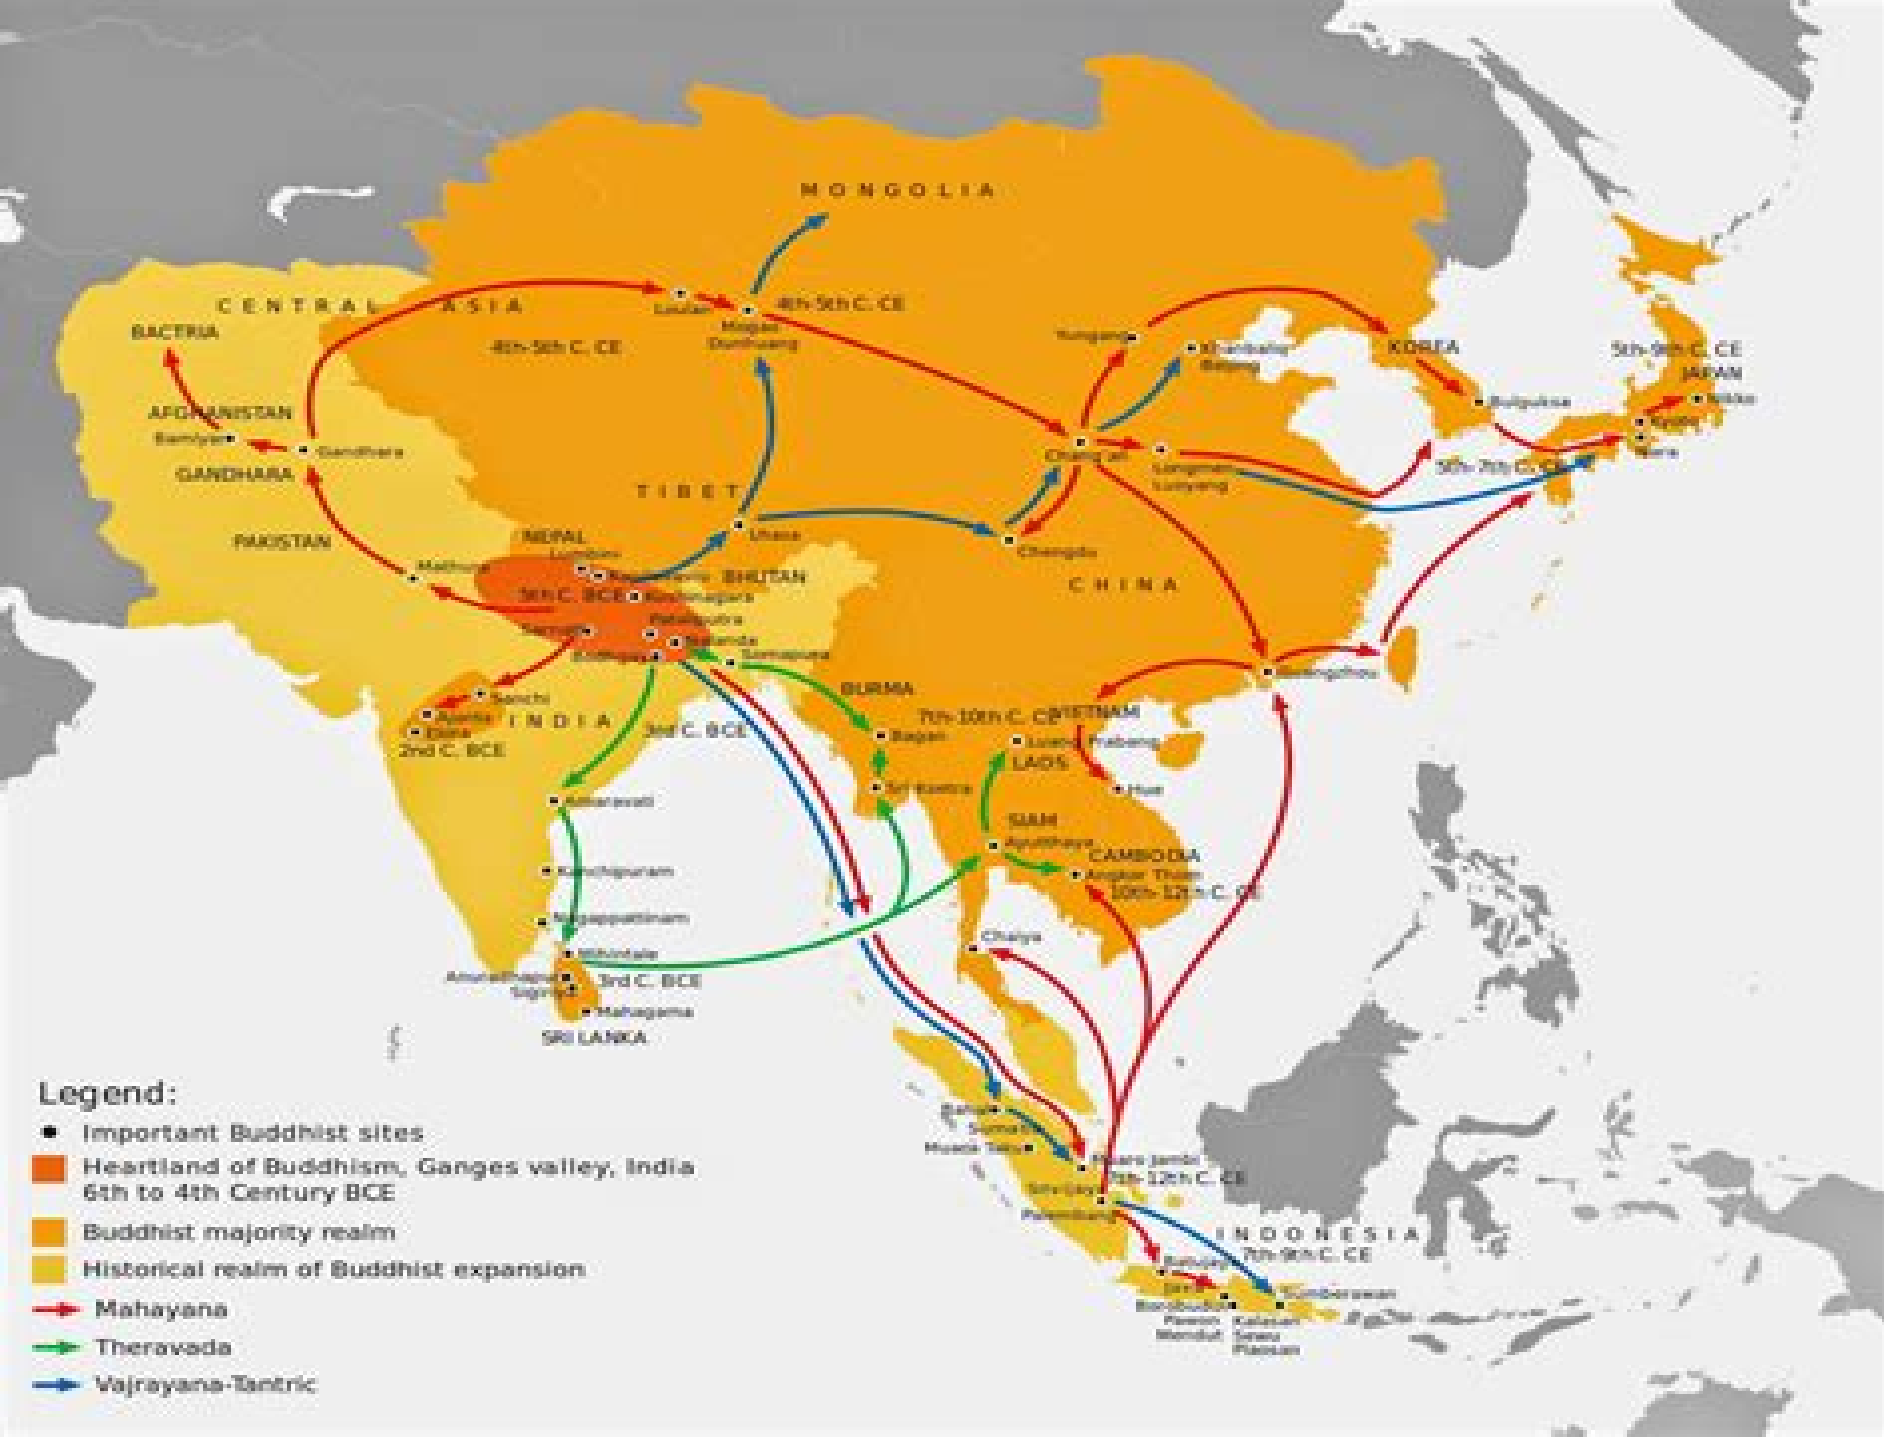 MONGOLIA
CENTRAL ASIA
BACTRIA
Loulan
4th-5th C. CE
Mogao
Dunhuang
4th-5th C. CE
Yungang
Khanbaliq
Beijing
KOREA
5th-9th C. CE
JAPAN
Bulguksa
Nikko
Kyoto
Nara
AFGHANISTAN
Bamiyan
Gandhara
GANDHARA
Chang'an
Longmen
Luoyang
5th-7th C. CE
TIBET
Lhasa
Chengdu
PAKISTAN
NEPAL
Lumbini
Mathura
BHUTAN
CHINA
5th C. BCE
Kushinagara
Sarnath
Pataliputra
Nalanda
Bodhgaya
Somapura
Guangzhou
BURMA
Sanchi
Ajanta
Ellora
INDIA
2nd C. BCE
3rd C. BCE
7th-10th C. CE
VIETNAM
Bagan
Luang Prabang
LAOS
Sri Ksetra
Hue
Amaravati
SIAM
Ayutthaya
CAMBODIA
Angkor Thom
10th-12th C. CE
Kanchipuram
Nagappattinam
Chaiya
Mihintale
Anuradhapura
3rd C. BCE
Sigiriya
Mahagama
SRI LANKA
Legend:
Important Buddhist sites
Heartland of Buddhism, Ganges valley, India
6th to 4th Century BCE
Buddhist majority realm
Historical realm of Buddhist expansion
Mahayana
Theravada
Vajrayana-Tantric
Bahal
Sumatra
Muara Takus
Muaro Jambi
7th-12th C. CE
Palembang
INDONESIA
7th-9th C. CE
Java
Sumberawan
Borobudur
Pawon
Mendut
Kalasan
Sewu
Plaosan